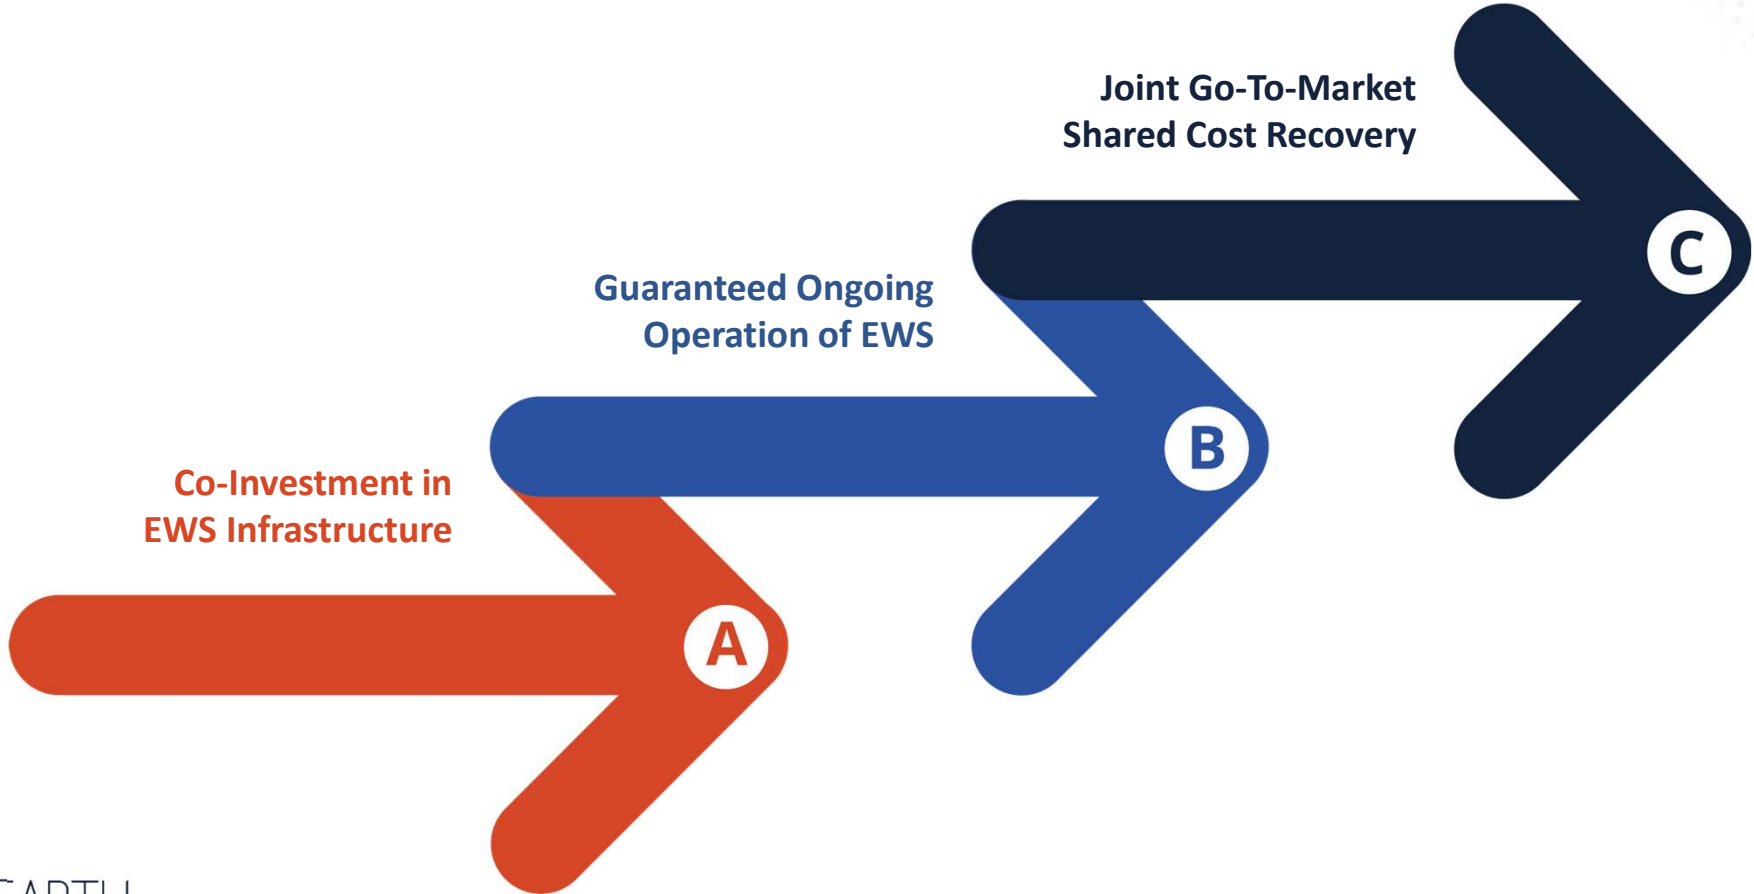 Joint Go-To-Market
Shared Cost Recovery
C
Guaranteed Ongoing
Operation of EWS
B
Co-Investment in
EWS Infrastructure
A